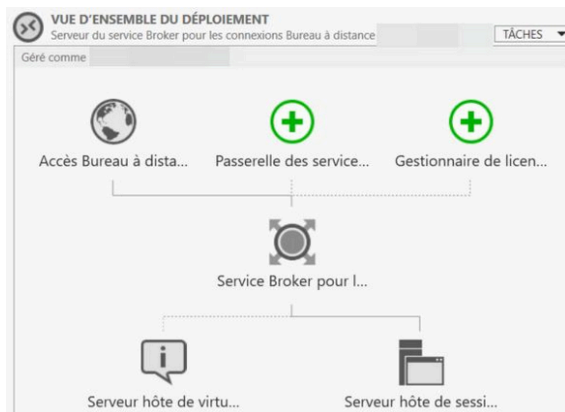 VUE D'ENSEMBLE DU DÉPLOIEMENT
Serveur du service Broker pour les connexions Bureau à distance
TÂCHES
Géré comme
Accès Bureau à dista...
Passerelle des service...
Gestionnaire de licen...
Service Broker pour l...
Serveur hôte de virtu...
Serveur hôte de sessi...